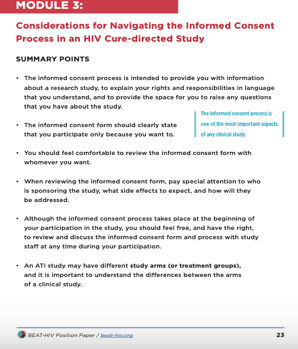 MODULE 3:
Considerations for Navigating the Informed Consent
Process in an HIV Cure-directed Study
SUMMARY POINTS
• The informed consent process is intended to provide you with information
about a research study, to explain your rights and responsibilities in language
that you understand, and to provide the space for you to raise any questions
that you have about the study.
The informed consent process is
one of the most important aspects
of any clinical study.
• The informed consent form should clearly state
that you participate only because you want to.
• You should feel comfortable to review the informed consent form with
whomever you want.
• When reviewing the informed consent form, pay special attention to who
is sponsoring the study, what side effects to expect, and how will they
be addressed.
• Although the informed consent process takes place at the beginning of
your participation in the study, you should feel free, and have the right,
to review and discuss the informed consent form and process with study
staff at any time during your participation.
• An ATI study may have different study arms (or treatment groups),
and it is important to understand the differences between the arms
of a clinical study.
BEAT-HIV Position Paper / beat-hiv.org
23